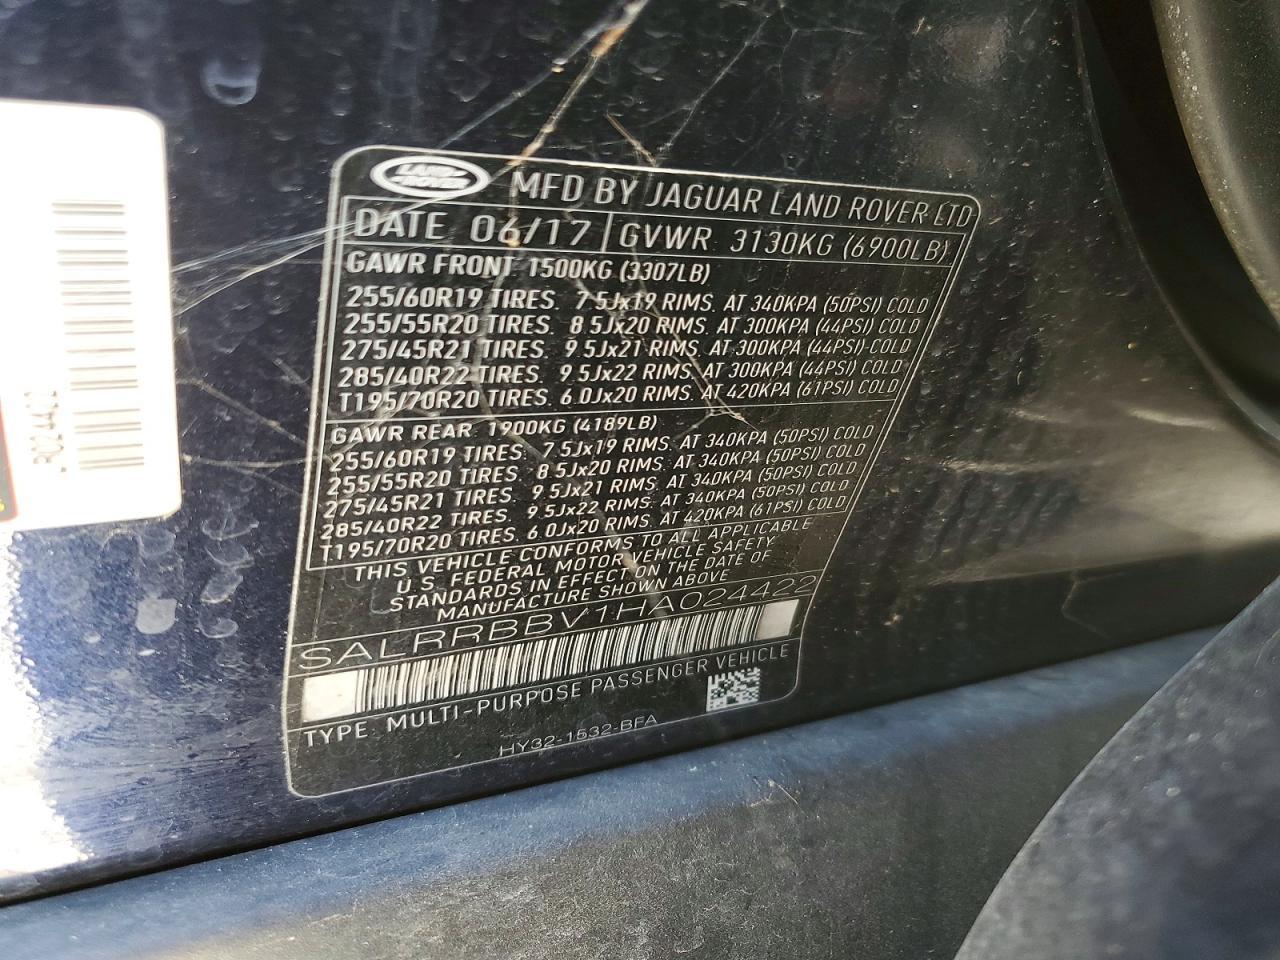 LAND ROVER
MFD BY JAGUAR LAND ROVER LTD
DATE 06/17 GVWR 3130KG (6900LB)
GAWR FRONT 1500KG (3307LB)
255/60R19 TIRES. 7.5Jx19 RIMS. AT 340KPA (50PSI) COLD
255/55R20 TIRES. 8.5Jx20 RIMS. AT 300KPA (44PSI) COLD
275/45R21 TIRES. 9.5Jx21 RIMS. AT 300KPA (44PSI) COLD
285/40R22 TIRES. 9.5Jx22 RIMS. AT 300KPA (44PSI) COLD
T195/70R20 TIRES. 6.0Jx20 RIMS. AT 420KPA (61PSI) COLD
GAWR REAR 1900KG (4189LB)
255/60R19 TIRES. 7.5Jx19 RIMS. AT 340KPA (50PSI) COLD
255/55R20 TIRES. 8.5Jx20 RIMS. AT 340KPA (50PSI) COLD
275/45R21 TIRES. 9.5Jx21 RIMS. AT 340KPA (50PSI) COLD
285/40R22 TIRES. 9.5Jx22 RIMS. AT 340KPA (50PSI) COLD
T195/70R20 TIRES. 6.0Jx20 RIMS. AT 420KPA (61PSI) COLD
THIS VEHICLE CONFORMS TO ALL APPLICABLE
U.S. FEDERAL MOTOR VEHICLE SAFETY
STANDARDS IN EFFECT ON THE DATE OF
MANUFACTURE SHOWN ABOVE
SALRRBBV1HA024422
TYPE MULTI-PURPOSE PASSENGER VEHICLE
HY32-1532-BFA